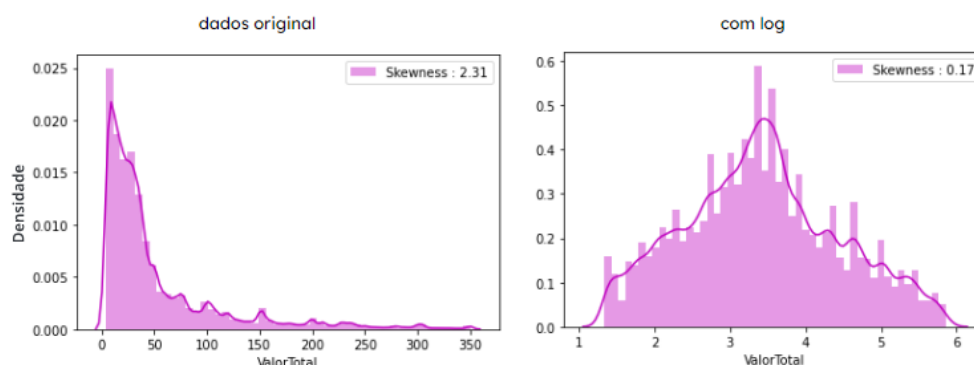 dados original
com log
Skewness : 2.31
Densidade
0.025
0.020
0.015
0.010
0.005
0.000
0 50 100 150 200 250 300 350
ValorTotal
Skewness : 0.17
0.6
0.5
0.4
0.3
0.2
0.1
0.0
1 2 3 4 5 6
ValorTotal